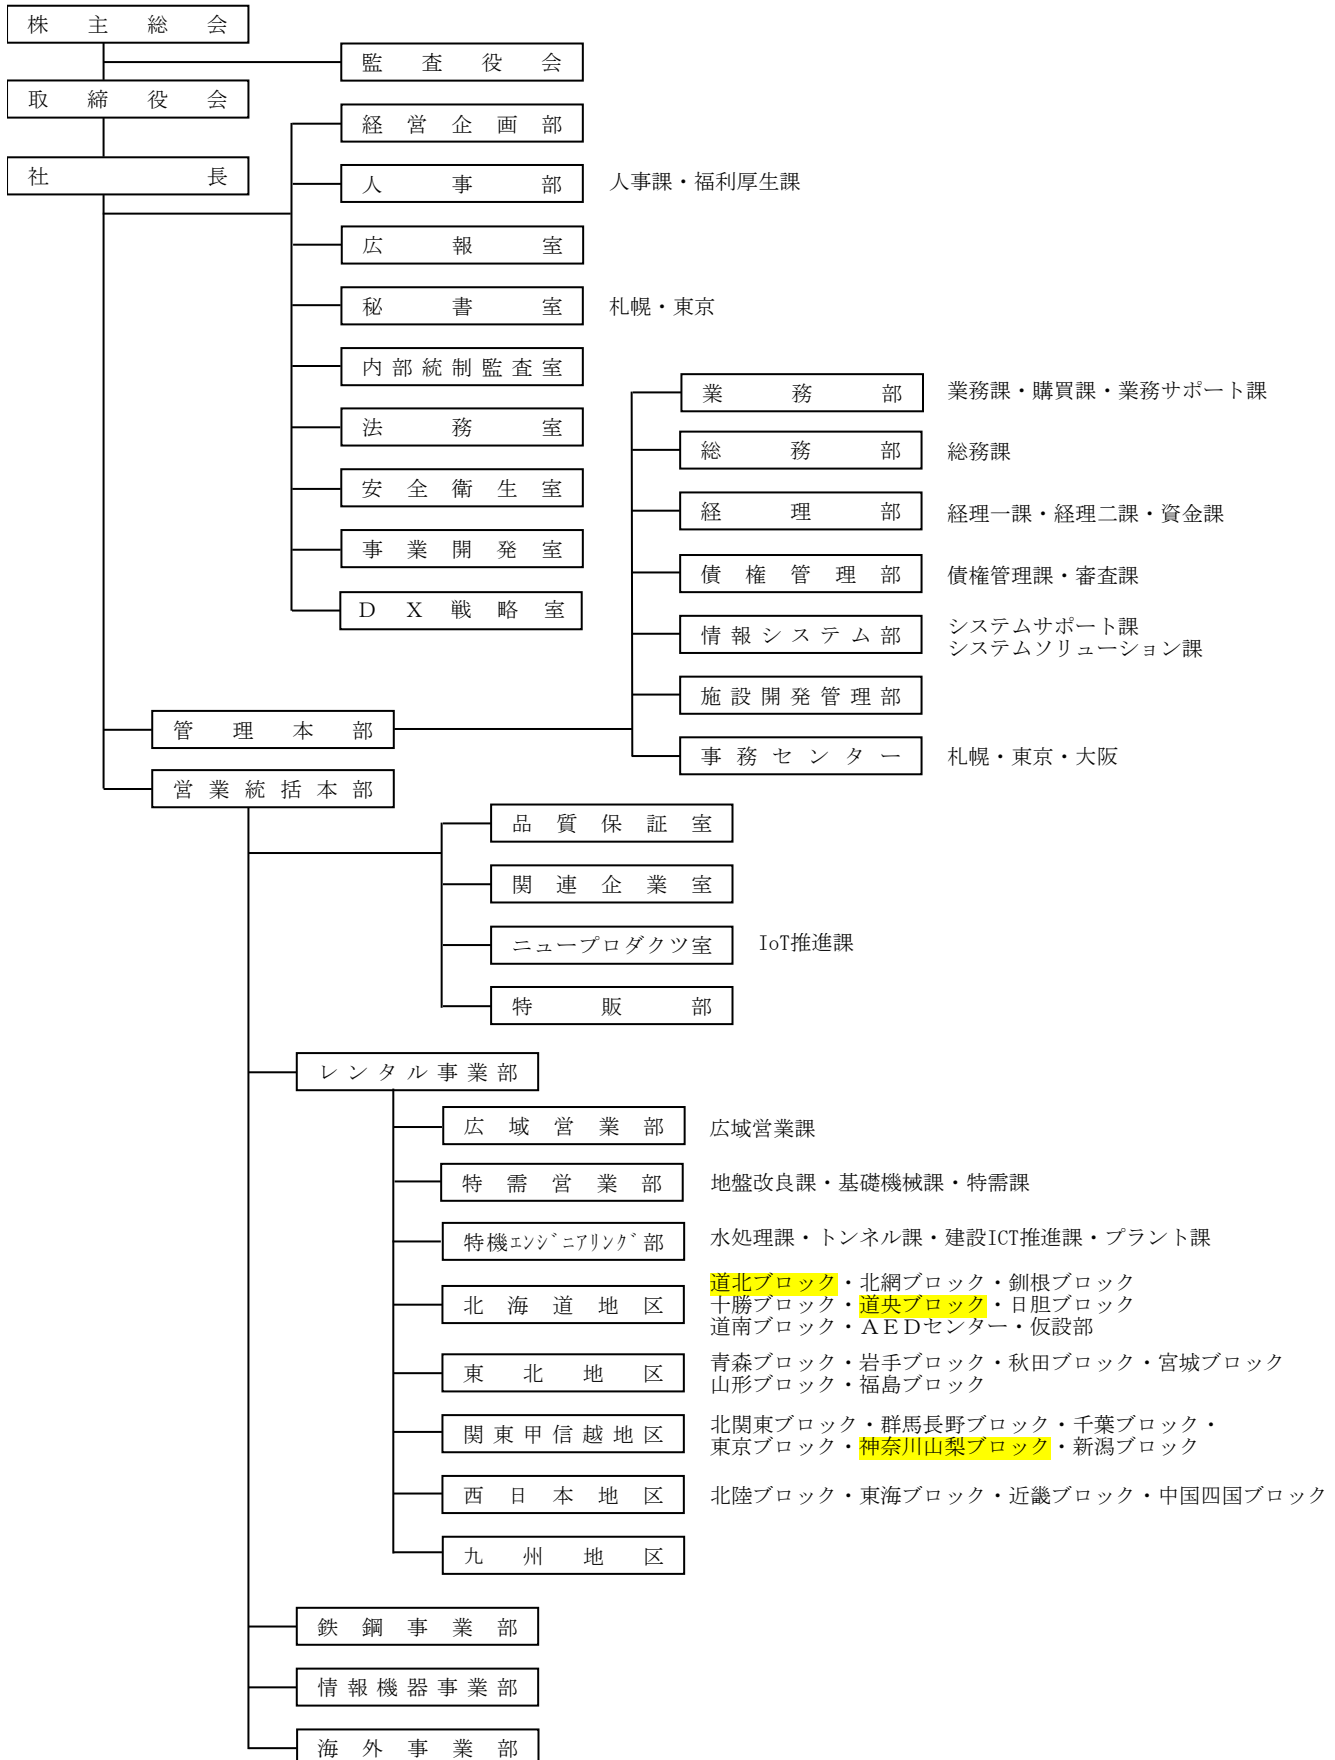 株主総会
監査役会
取締役会
経営企画部
社長
人事部 人事課・福利厚生課
広報室
秘書室 札幌・東京
内部統制監査室
業務部 業務課・購買課・業務サポート課
法務室
総務部 総務課
安全衛生室
経理部 経理一課・経理二課・資金課
事業開発室
債権管理部 債権管理課・審査課
DX戦略室
情報システム部 システムサポート課
システムソリューション課
施設開発管理部
管理本部
事務センター 札幌・東京・大阪
営業統括本部
品質保証室
関連企業室
ニュープロダクツ室 IoT推進課
特販部
レンタル事業部
広域営業部 広域営業課
特需営業部 地盤改良課・基礎機械課・特需課
特機ｴﾝｼﾞﾆｱﾘﾝｸﾞ部 水処理課・トンネル課・建設ICT推進課・プラント課
道北ブロック・北網ブロック・釧根ブロック
北海道地区 十勝ブロック・道央ブロック・日胆ブロック
道南ブロック・ＡＥＤセンター・仮設部
東北地区 青森ブロック・岩手ブロック・秋田ブロック・宮城ブロック
山形ブロック・福島ブロック
関東甲信越地区 北関東ブロック・群馬長野ブロック・千葉ブロック・
東京ブロック・神奈川山梨ブロック・新潟ブロック
西日本地区 北陸ブロック・東海ブロック・近畿ブロック・中国四国ブロック
九州地区
鉄鋼事業部
情報機器事業部
海外事業部